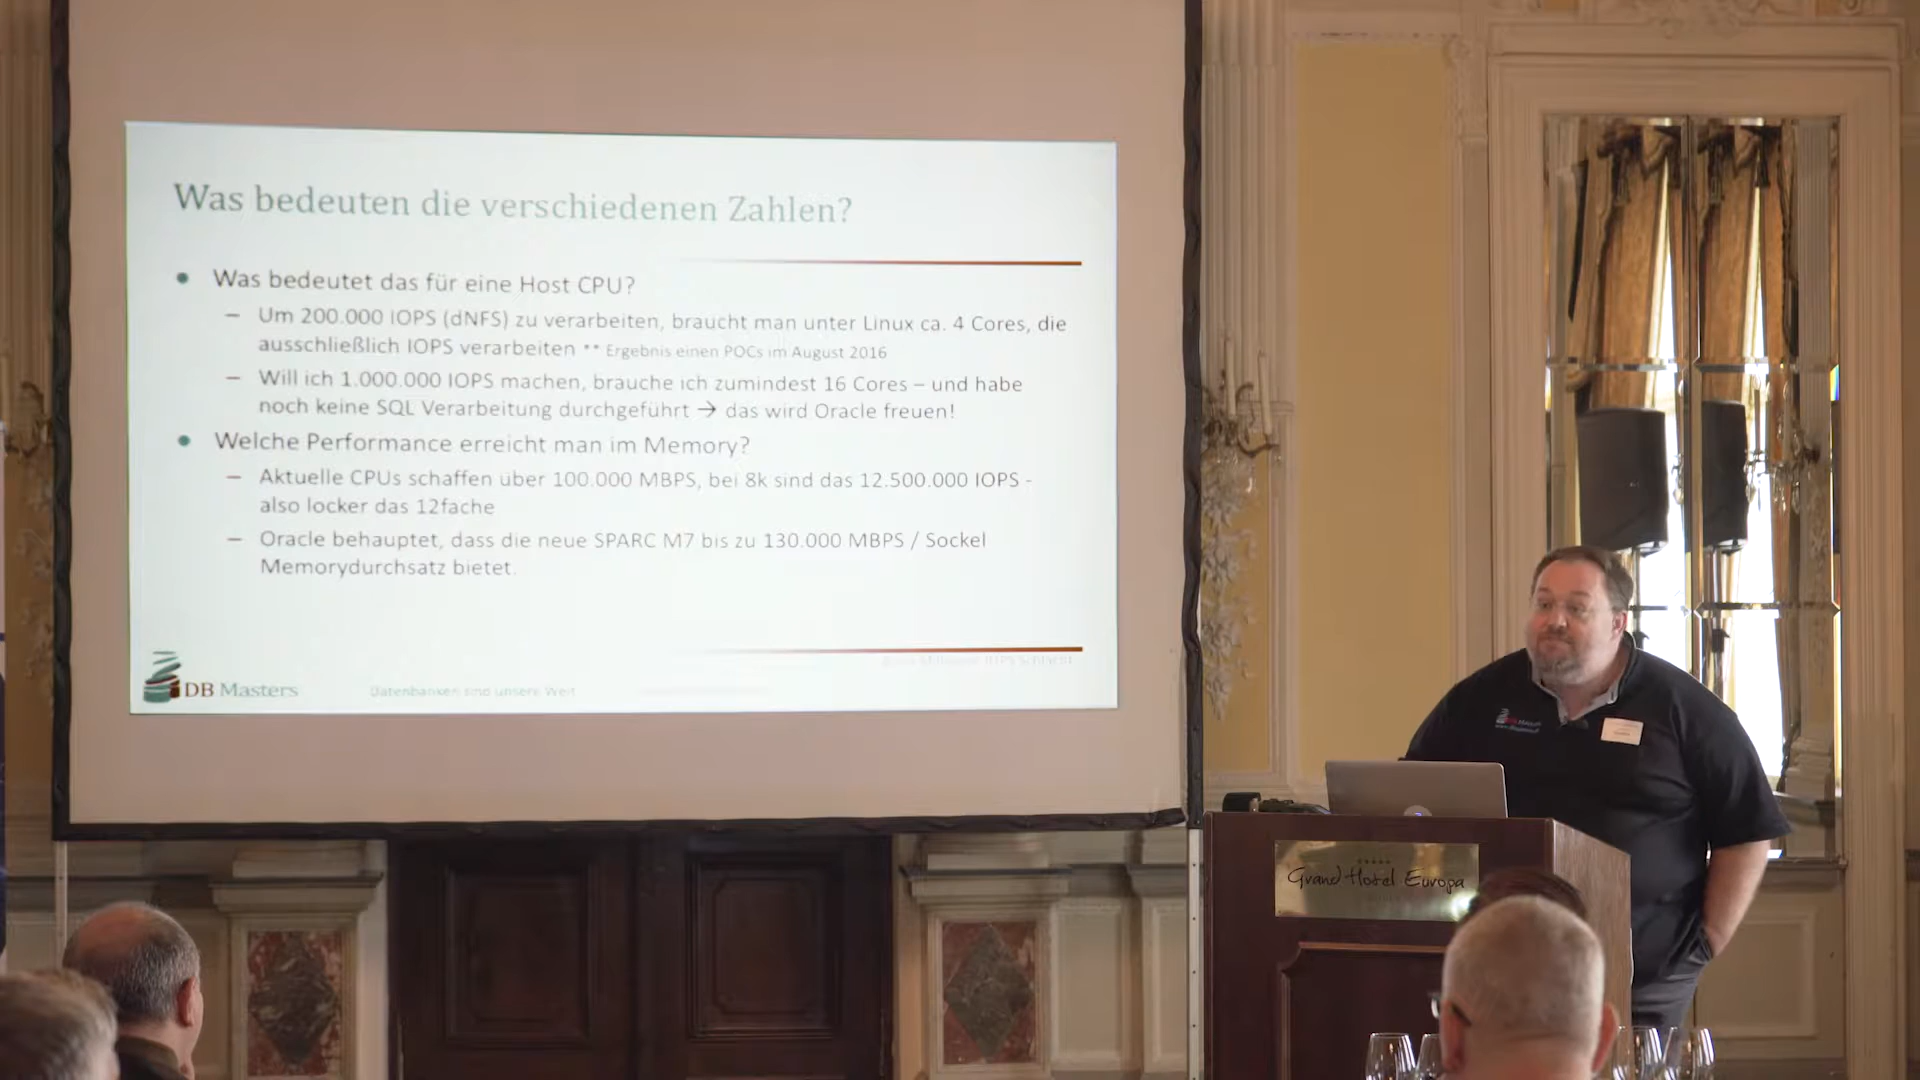 Was bedeuten die verschiedenen Zahlen?
Was bedeutet das für eine Host CPU?
– Um 200.000 IOPS (dNFS) zu verarbeiten, braucht man unter Linux ca. 4 Cores, die
ausschließlich IOPS verarbeiten ** Ergebnis einen POCs im August 2016
– Will ich 1.000.000 IOPS machen, brauche ich zumindest 16 Cores – und habe
noch keine SQL Verarbeitung durchgeführt → das wird Oracle freuen!
Welche Performance erreicht man im Memory?
– Aktuelle CPUs schaffen über 100.000 MBPS, bei 8k sind das 12.500.000 IOPS -
also locker das 12fache
– Oracle behauptet, dass die neue SPARC M7 bis zu 130.000 MBPS / Sockel
Memorydurchsatz bietet.
DB Masters
Datenbanken sind unsere Welt
Grand Hotel Europa